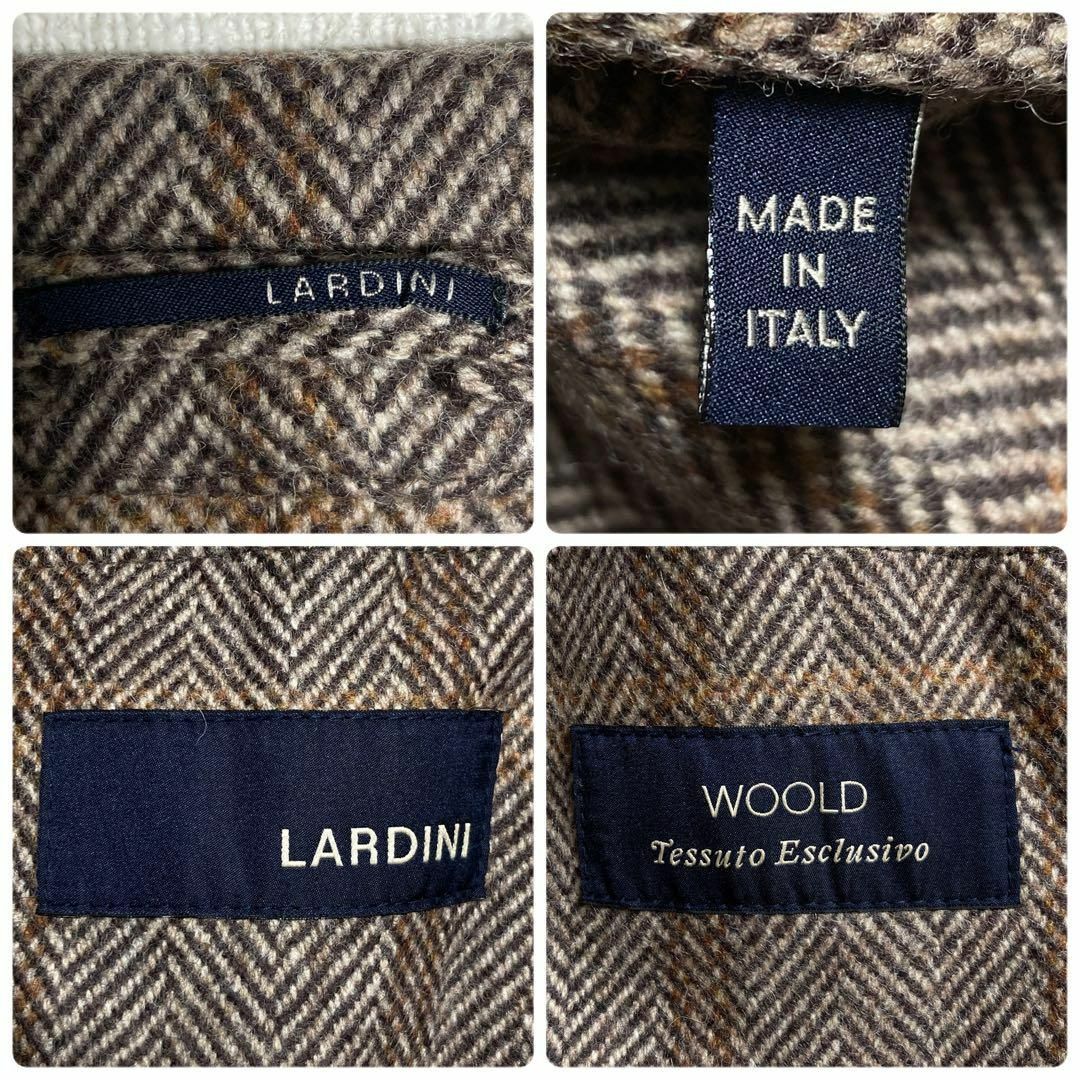 LARDINI
MADE
IN
ITALY
LARDINI
WOOLD
Tessuto Esclusivo